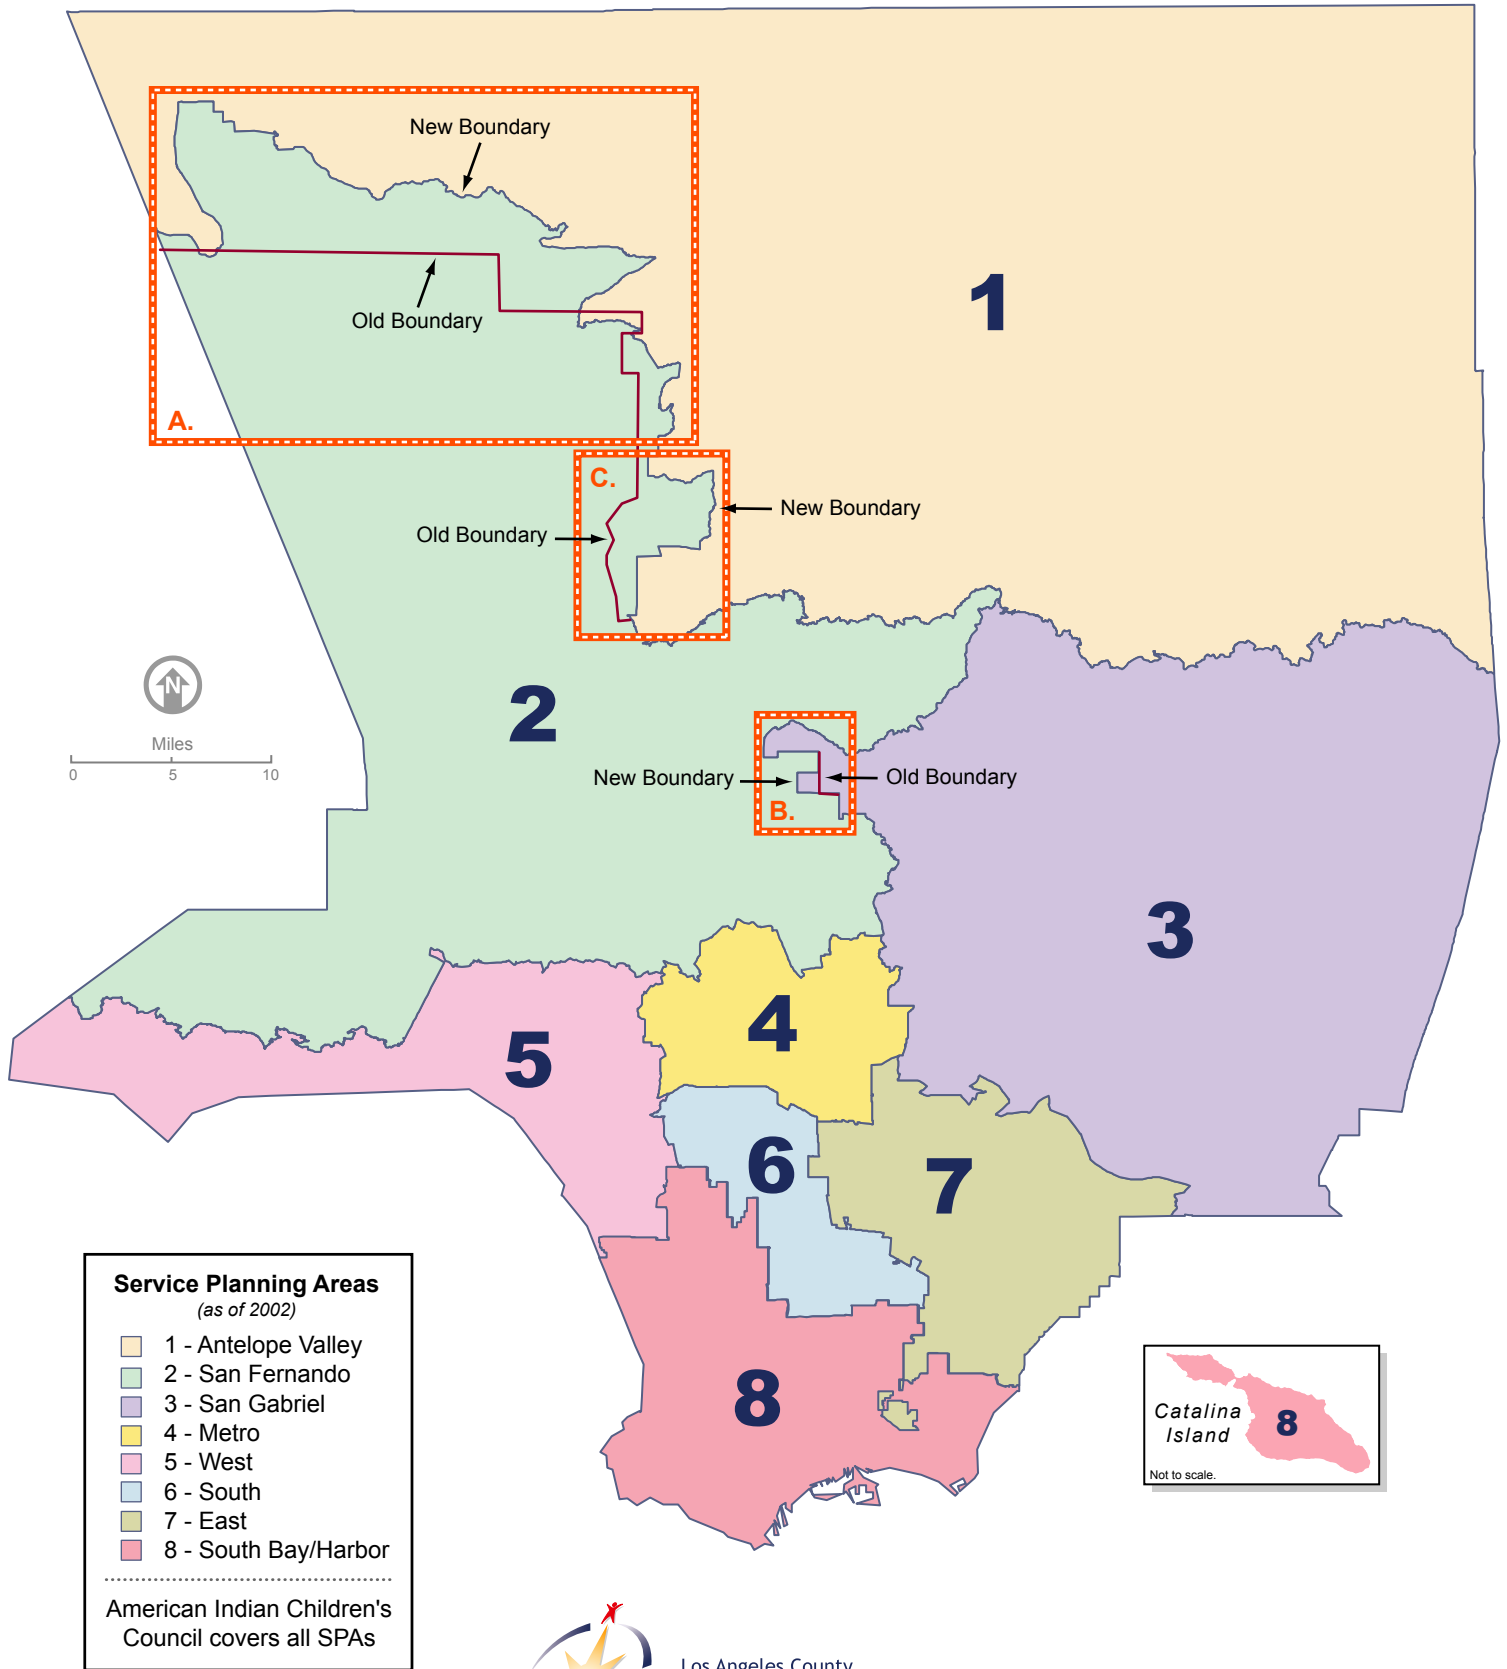 New Boundary
Old Boundary
A.
1
C.
New Boundary
Old Boundary
N
Miles
0 5 10
2
New Boundary
Old Boundary
B.
3
4
5
6
7
8
Service Planning Areas
(as of 2002)
1 - Antelope Valley
2 - San Fernando
3 - San Gabriel
4 - Metro
5 - West
6 - South
7 - East
8 - South Bay/Harbor
American Indian Children's
Council covers all SPAs
Catalina
Island
8
Not to scale.
Los Angeles County